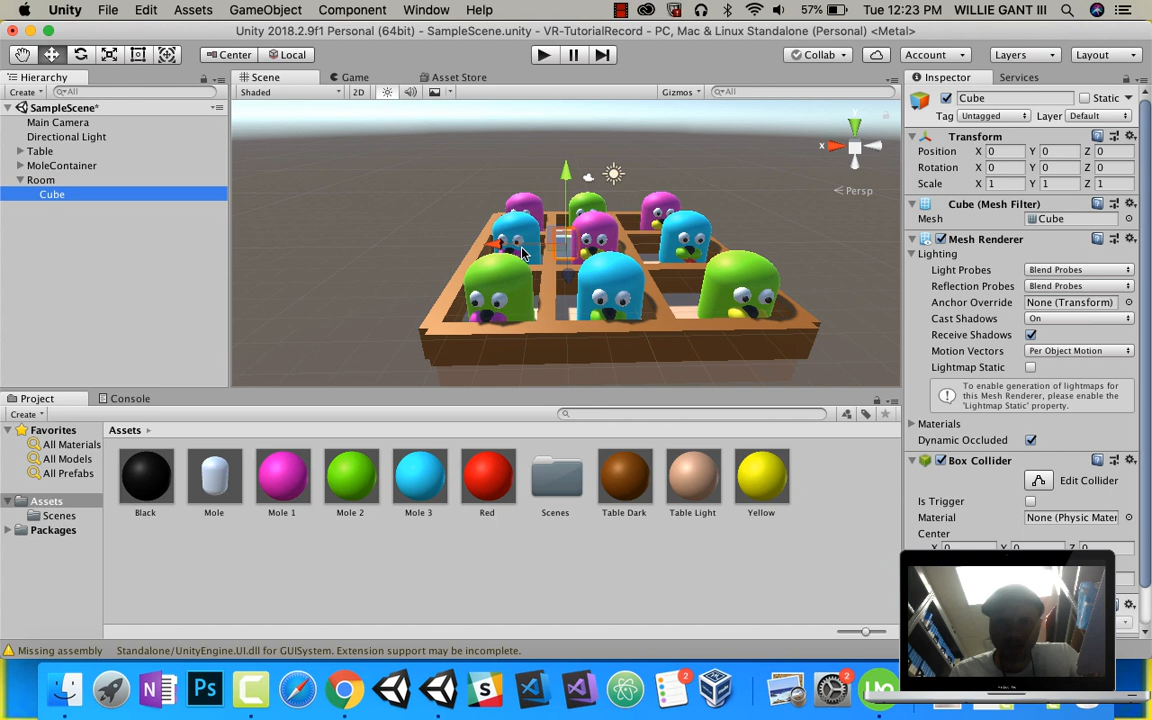 Unity File Edit Assets GameObject Component Window Help 57% Tue 12:23 PM WILLIE GANT III
Unity 2018.2.9f1 Personal (64bit) - SampleScene.unity - VR-TutorialRecord - PC, Mac & Linux Standalone (Personal) <Metal>
Center Local Collab Account Layers Layout
Hierarchy
Create All
SampleScene*
Main Camera
Directional Light
Table
MoleContainer
Room
Cube
Scene Game Asset Store
Shaded 2D Gizmos All
x
Persp
Inspector Services
Cube Static
Tag Untagged Layer Default
Transform
Position X 0 Y 0 Z 0
Rotation X 0 Y 0 Z 0
Scale X 1 Y 1 Z 1
Cube (Mesh Filter)
Mesh Cube
Mesh Renderer
Lighting
Light Probes Blend Probes
Reflection Probes Blend Probes
Anchor Override None (Transform)
Cast Shadows On
Receive Shadows
Motion Vectors Per Object Motion
Lightmap Static
To enable generation of lightmaps for
this Mesh Renderer, please enable the
'Lightmap Static' property.
Materials
Dynamic Occluded
Box Collider
Edit Collider
Is Trigger
Material None (Physic Mater
Center
X 0 Y 0 Z 0
Project Console
Create
Favorites
All Materials
All Models
All Prefabs
Assets
Scenes
Packages
Assets
Black Mole Mole 1 Mole 2 Mole 3 Red Scenes Table Dark Table Light Yellow
Missing assembly Standalone/UnityEngine.UI.dll for GUISystem. Extension support may be incomplete.
N Ps C S 2 2